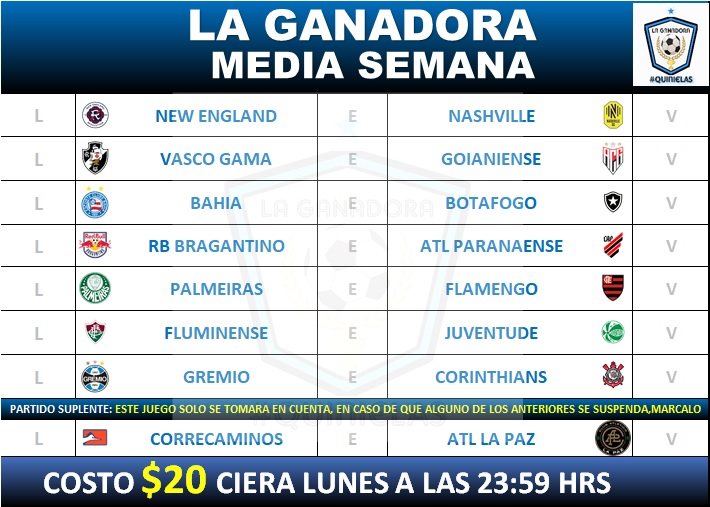 LA GANADORA
MEDIA SEMANA
LA GANADORA
#QUINIELAS
L NEW ENGLAND E NASHVILLE V
L VASCO GAMA E GOIANIENSE V
L BAHIA E BOTAFOGO V
L RB BRAGANTINO E ATL PARANAENSE V
L PALMEIRAS E FLAMENGO V
L FLUMINENSE E JUVENTUDE V
L GREMIO E CORINTHIANS V
PARTIDO SUPLENTE: ESTE JUEGO SOLO SE TOMARA EN CUENTA, EN CASO DE QUE ALGUNO DE LOS ANTERIORES SE SUSPENDA,MARCALO
L CORRECAMINOS E ATL LA PAZ V
COSTO $20 CIERA LUNES A LAS 23:59 HRS